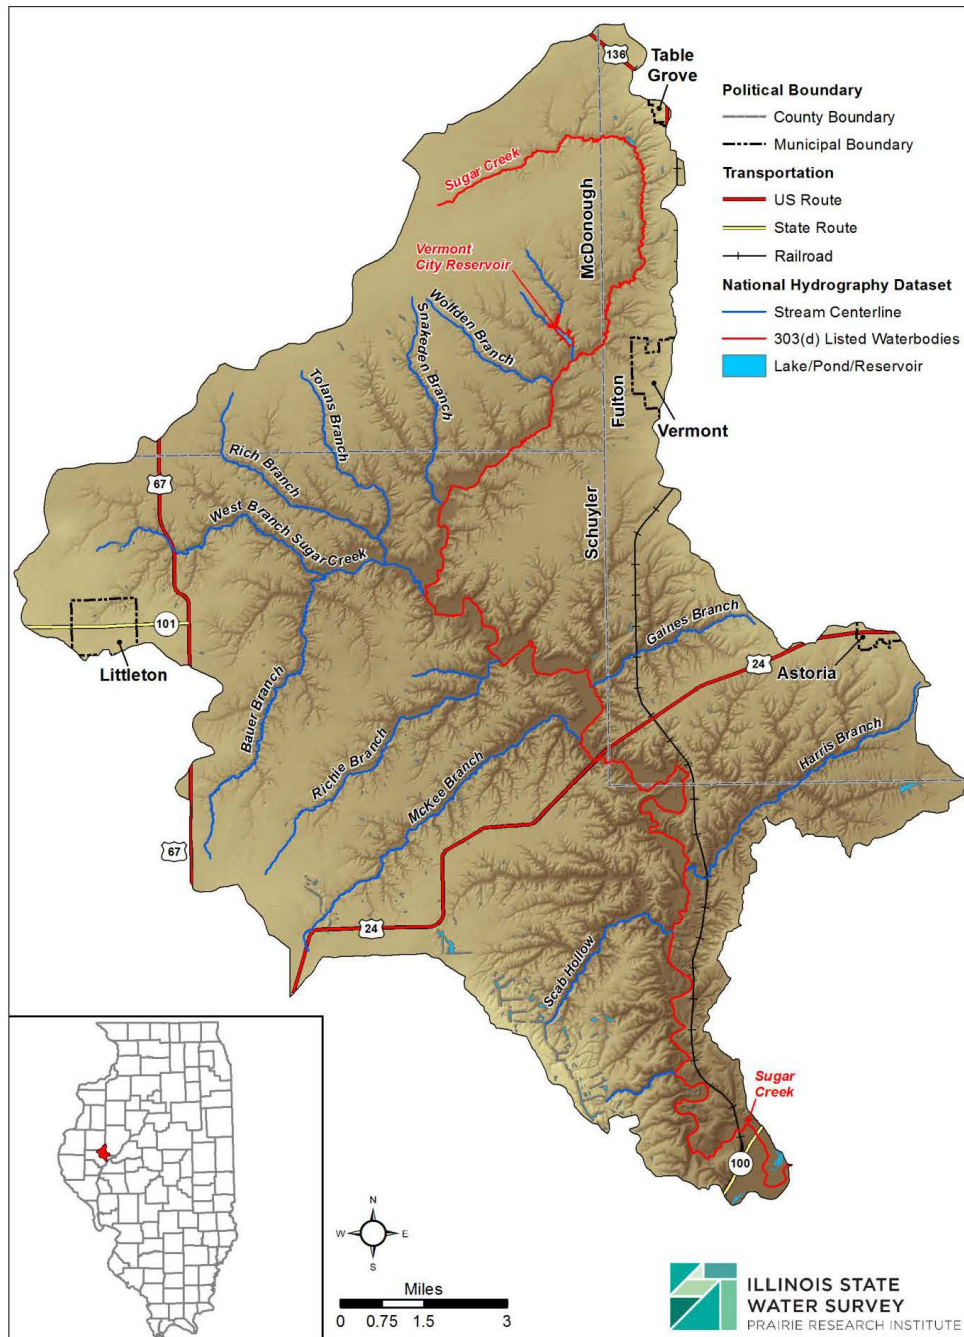 136
Table
Grove
Political Boundary
County Boundary
Municipal Boundary
Transportation
US Route
State Route
Railroad
National Hydrography Dataset
Stream Centerline
303(d) Listed Waterbodies
Lake/Pond/Reservoir
Sugar Creek
McDonough
Vermont
City Reservoir
Wolfden Branch
Snakeden Branch
Tolans Branch
Fulton
Vermont
Rich Branch
67
West Branch Sugar Creek
Schuyler
101
Littleton
Gaines Branch
24
Astoria
Bauer Branch
Richie Branch
McKee Branch
Harris Branch
67
24
Scab Hollow
Sugar
Creek
100
N
W E
S
Miles
0 0.75 1.5 3
ILLINOIS STATE
WATER SURVEY
PRAIRIE RESEARCH INSTITUTE